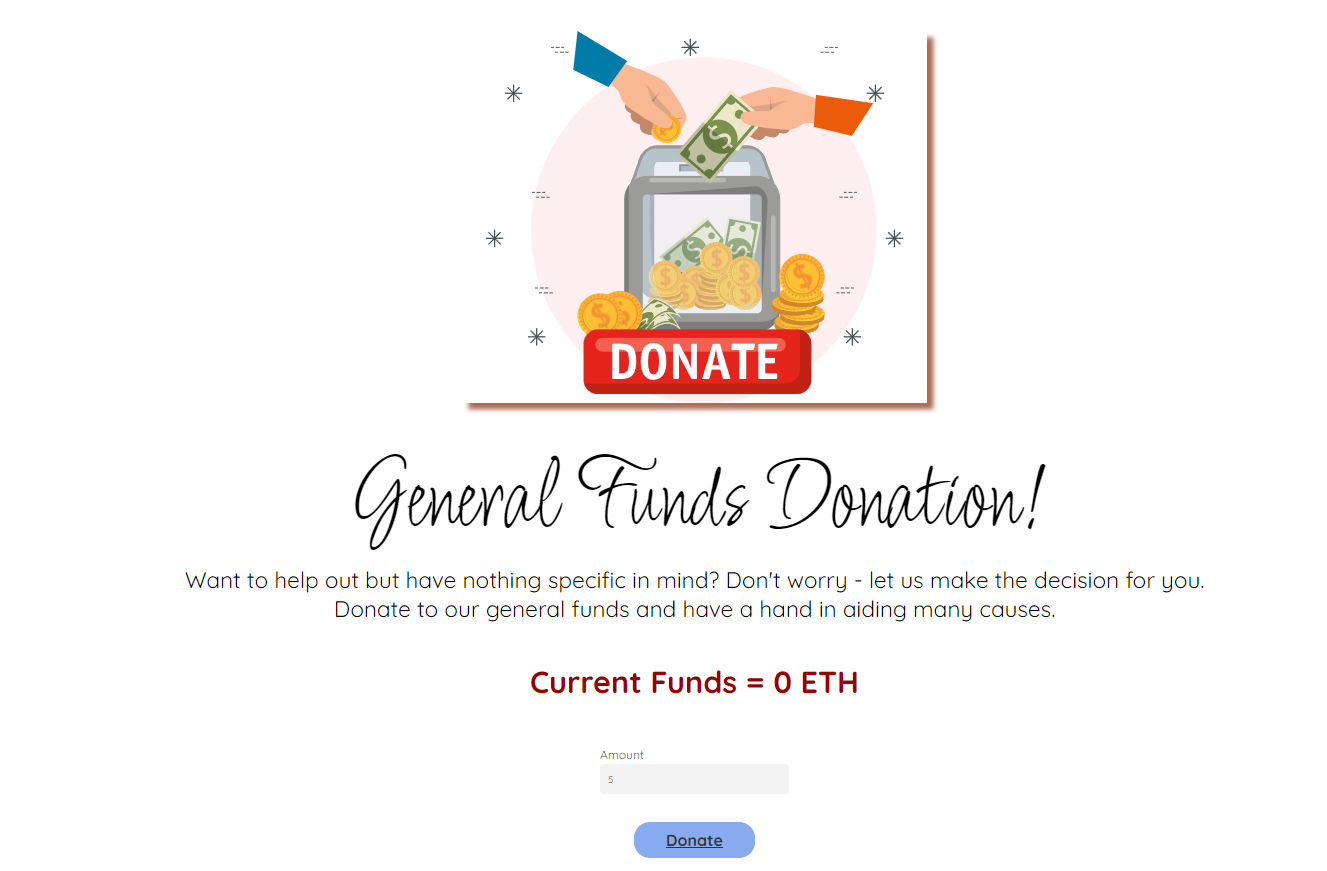 DONATE
General Funds Donation!
Want to help out but have nothing specific in mind? Don't worry - let us make the decision for you.
Donate to our general funds and have a hand in aiding many causes.
Current Funds = 0 ETH
Amount
5
Donate